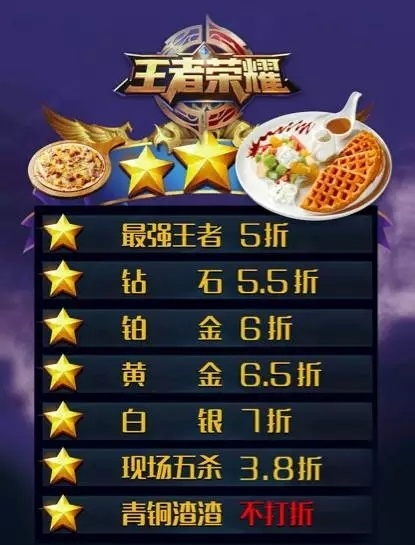 王者荣耀
最强王者 5折
钻石 5.5折
铂金 6折
黄金 6.5折
白银 7折
现场五杀 3.8折
青铜渣渣 不打折